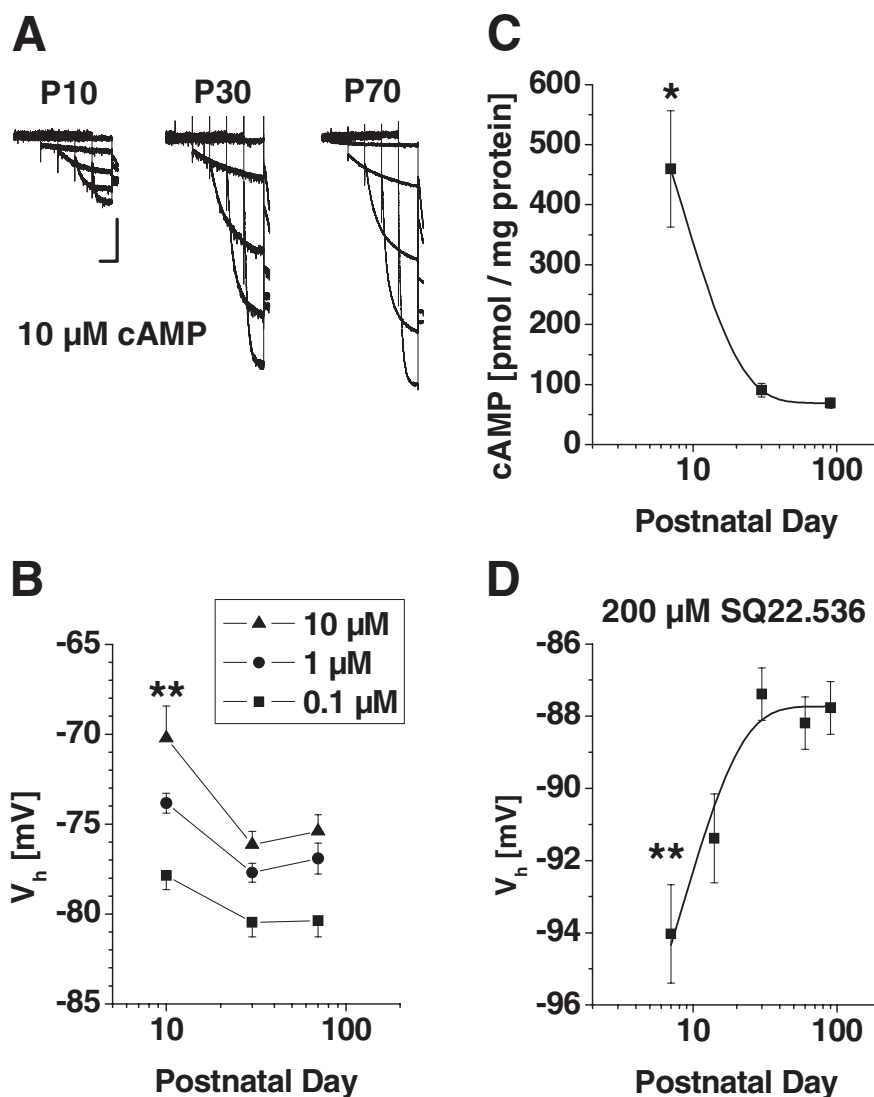 A
P10 P30 P70
10 µM cAMP
C
600
500
400
300
200
100
0
cAMP [pmol / mg protein]
*
10 100
Postnatal Day
B
-65
-70
-75
-80
-85
V_h [mV]
**
10 µM
1 µM
0.1 µM
10 100
Postnatal Day
D
200 µM SQ22.536
-86
-88
-90
-92
-94
-96
V_h [mV]
**
10 100
Postnatal Day